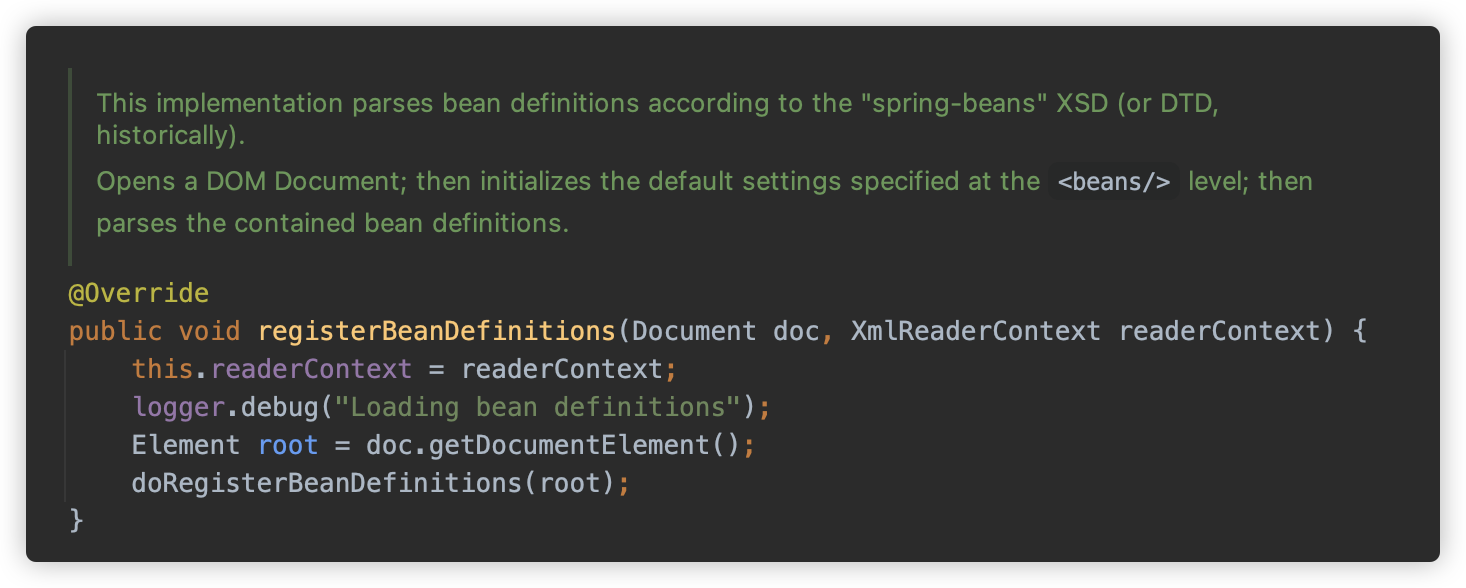 This implementation parses bean definitions according to the "spring-beans" XSD (or DTD,
historically).
Opens a DOM Document; then initializes the default settings specified at the <beans/> level; then
parses the contained bean definitions.
@Override
public void registerBeanDefinitions(Document doc, XmlReaderContext readerContext) {
    this.readerContext = readerContext;
    logger.debug("Loading bean definitions");
    Element root = doc.getDocumentElement();
    doRegisterBeanDefinitions(root);
}